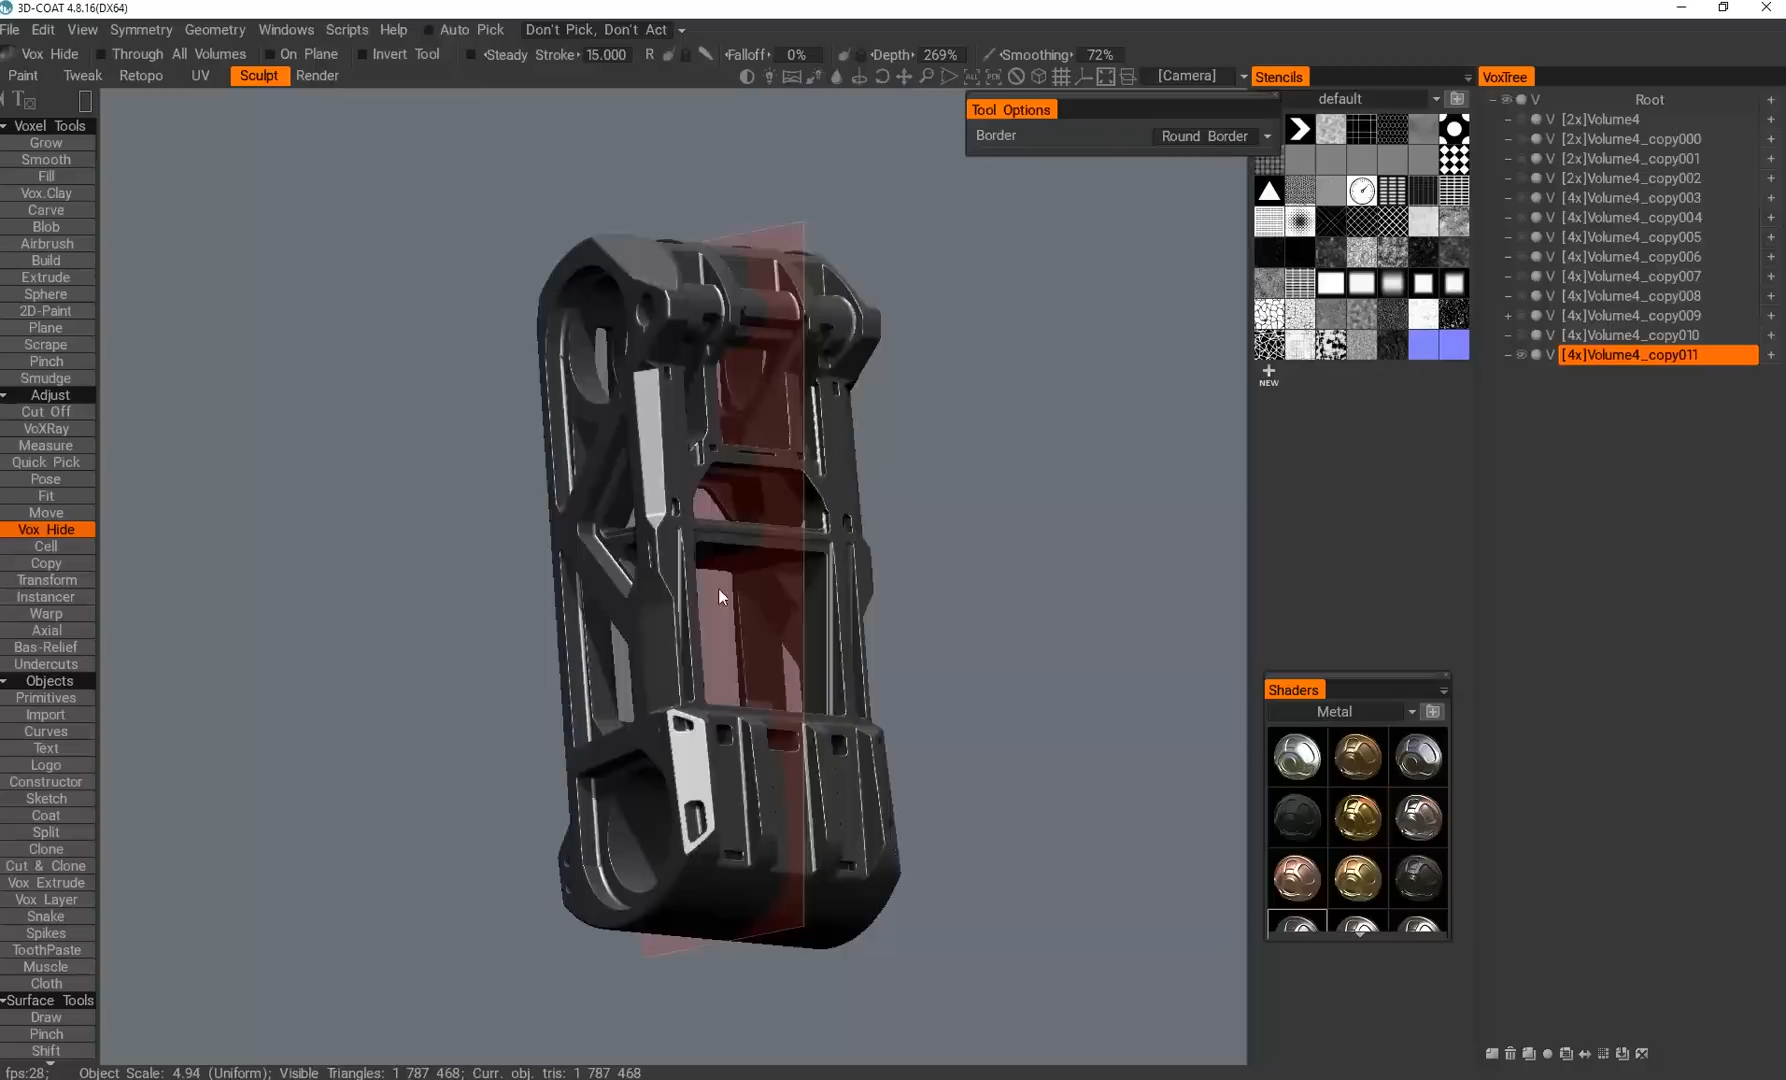 3D-COAT 4.8.16(DX64)
File Edit View Symmetry Geometry Windows Scripts Help Auto Pick Don't Pick, Don't Act
Vox Hide Through All Volumes On Plane Invert Tool Steady Stroke 15.000 R Falloff 0% Depth 269% Smoothing 72%
Paint Tweak Retopo UV Sculpt Render [Camera] Stencils VoxTree
Tool Options
Border Round Border
default
NEW
Root
V [2x]Volume4
V [2x]Volume4_copy000
V [2x]Volume4_copy001
V [2x]Volume4_copy002
V [4x]Volume4_copy003
V [4x]Volume4_copy004
V [4x]Volume4_copy005
V [4x]Volume4_copy006
V [4x]Volume4_copy007
V [4x]Volume4_copy008
V [4x]Volume4_copy009
V [4x]Volume4_copy010
V [4x]Volume4_copy011
Voxel Tools
Grow
Smooth
Fill
Vox.Clay
Carve
Blob
Airbrush
Build
Extrude
Sphere
2D-Paint
Plane
Scrape
Pinch
Smudge
Adjust
Cut Off
VoXRay
Measure
Quick Pick
Pose
Fit
Move
Vox Hide
Cell
Copy
Transform
Instancer
Warp
Axial
Bas-Relief
Undercuts
Objects
Primitives
Import
Curves
Text
Logo
Constructor
Sketch
Coat
Split
Clone
Cut & Clone
Vox Extrude
Vox Layer
Snake
Spikes
ToothPaste
Muscle
Cloth
Surface Tools
Draw
Pinch
Shift
Shaders
Metal
fps:28; Object Scale: 4.94 (Uniform); Visible Triangles: 1 787 468; Curr. obj. tris: 1 787 468